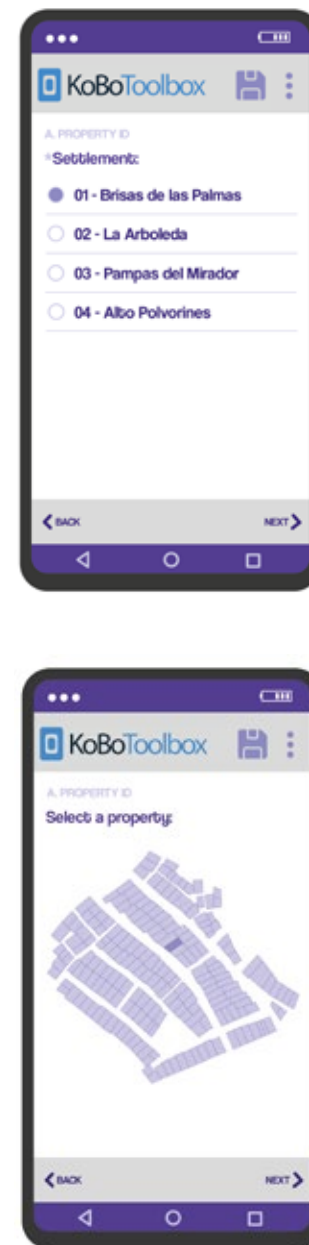 KoBoToolbox
A. PROPERTY ID
*Settlement:
01 - Brisas de las Palmas
02 - La Arboleda
03 - Pampas del Mirador
04 - Alto Polvorines
BACK NEXT
KoBoToolbox
A. PROPERTY ID
Select a property:
BACK NEXT